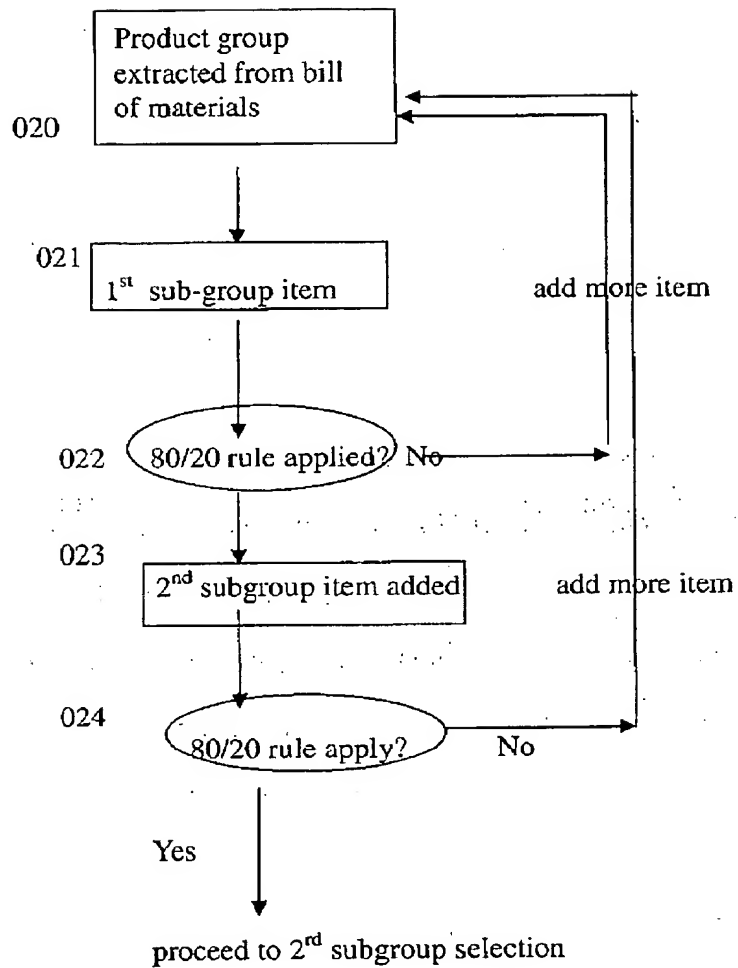 Product group
extracted from bill
of materials
020
021
1st sub-group item
add more item
022
80/20 rule applied? No
023
2nd subgroup item added
add more item
024
80/20 rule apply?
No
Yes
proceed to 2rd subgroup selection